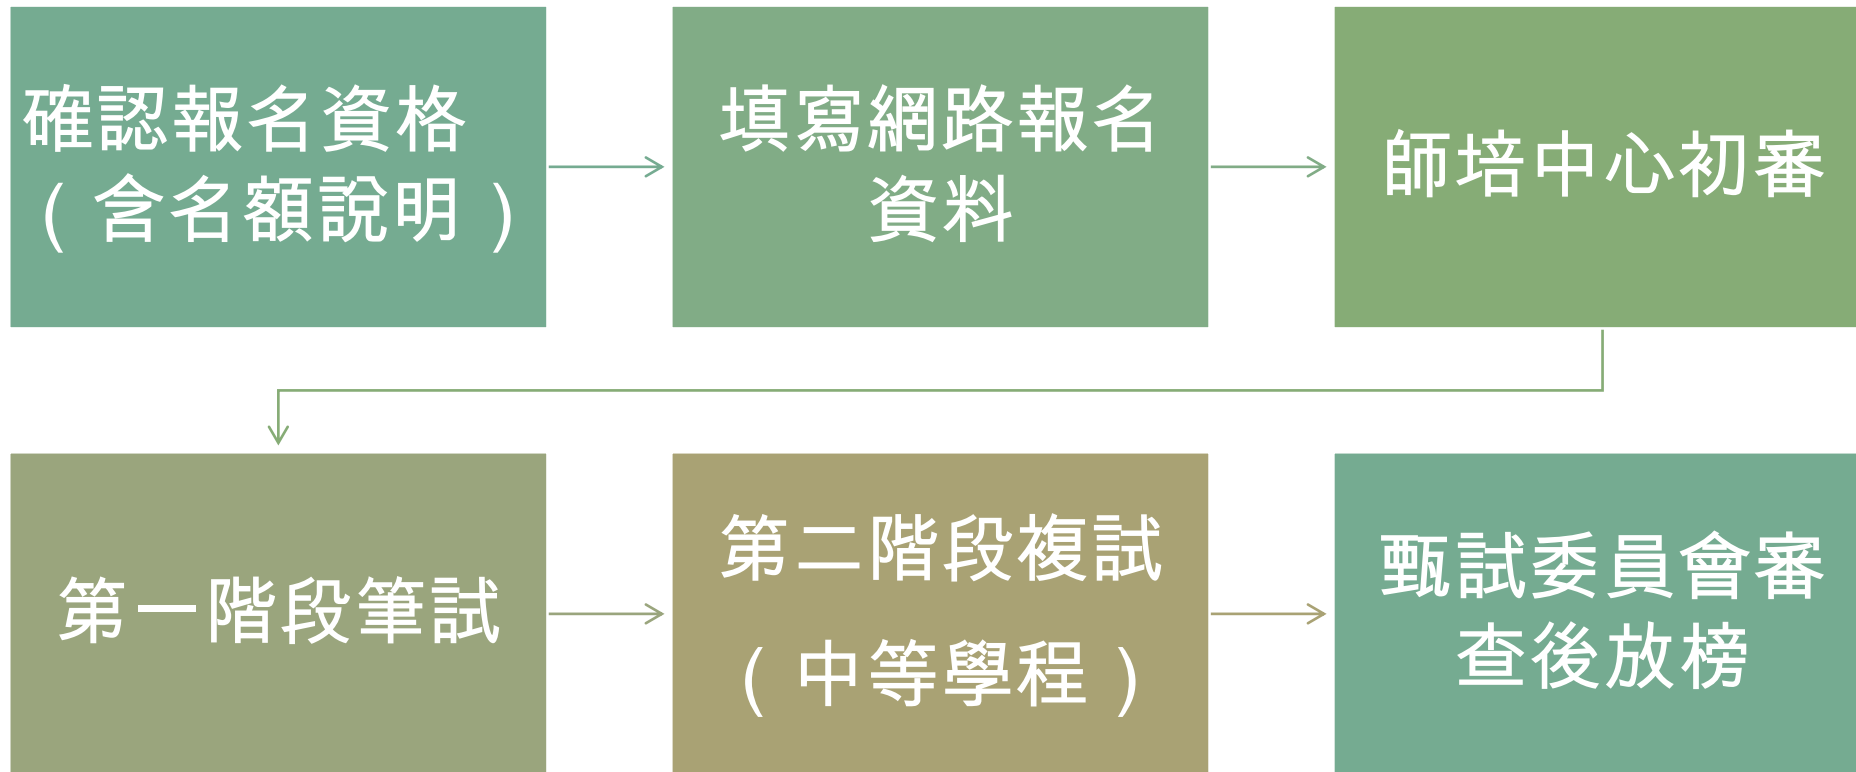 確認報名資格
(含名額說明)
填寫網路報名
資料
師培中心初審
第一階段筆試
第二階段複試
(中等學程)
甄試委員會審
查後放榜